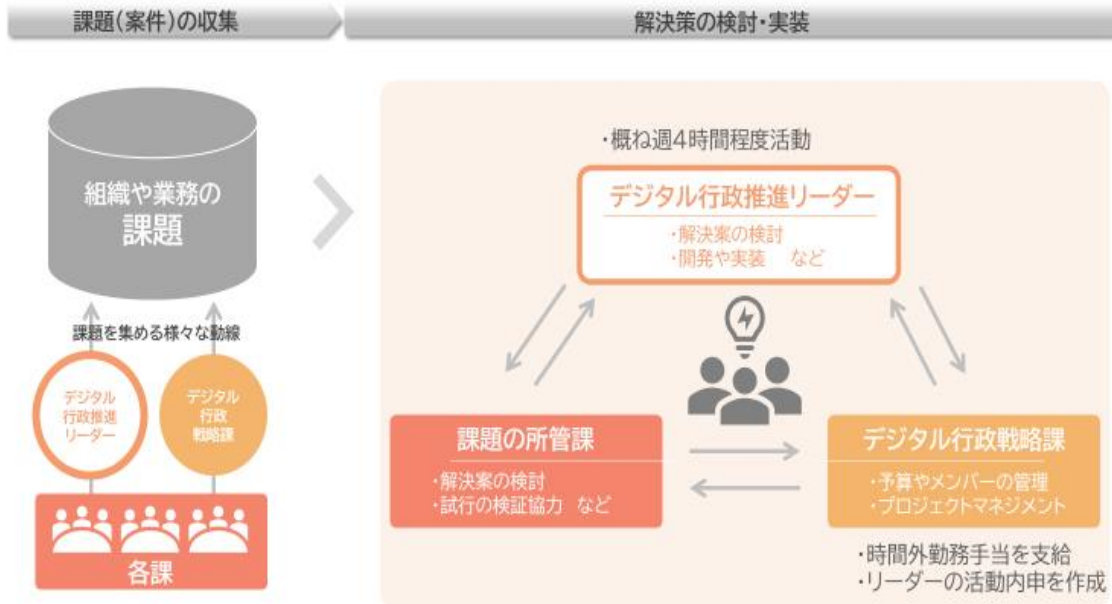 課題(案件)の収集
解決策の検討・実装
組織や業務の
課題
課題を集める様々な動線
デジタル
行政推進
リーダー
デジタル
行政
戦略課
各課
・概ね週4時間程度活動
デジタル行政推進リーダー
・解決案の検討
・開発や実装 など
課題の所管課
・解決案の検討
・試行の検証協力 など
デジタル行政戦略課
・予算やメンバーの管理
・プロジェクトマネジメント
・時間外勤務手当を支給
・リーダーの活動内申を作成